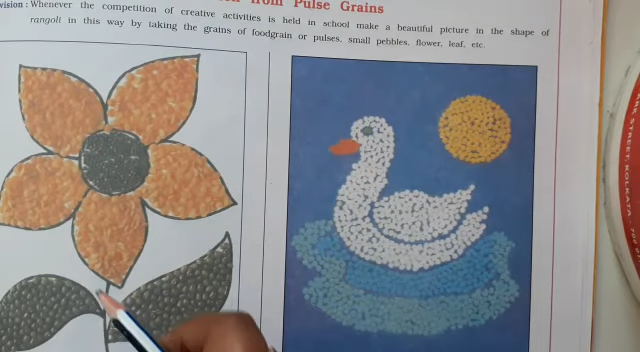 from Pulse Grains
vision : Whenever the competition of creative activities is held in school make a beautiful picture in the shape of
rangoli in this way by taking the grains of foodgrain or pulses, small pebbles, flower, leaf, etc.
STREET, KOLKATA - 700